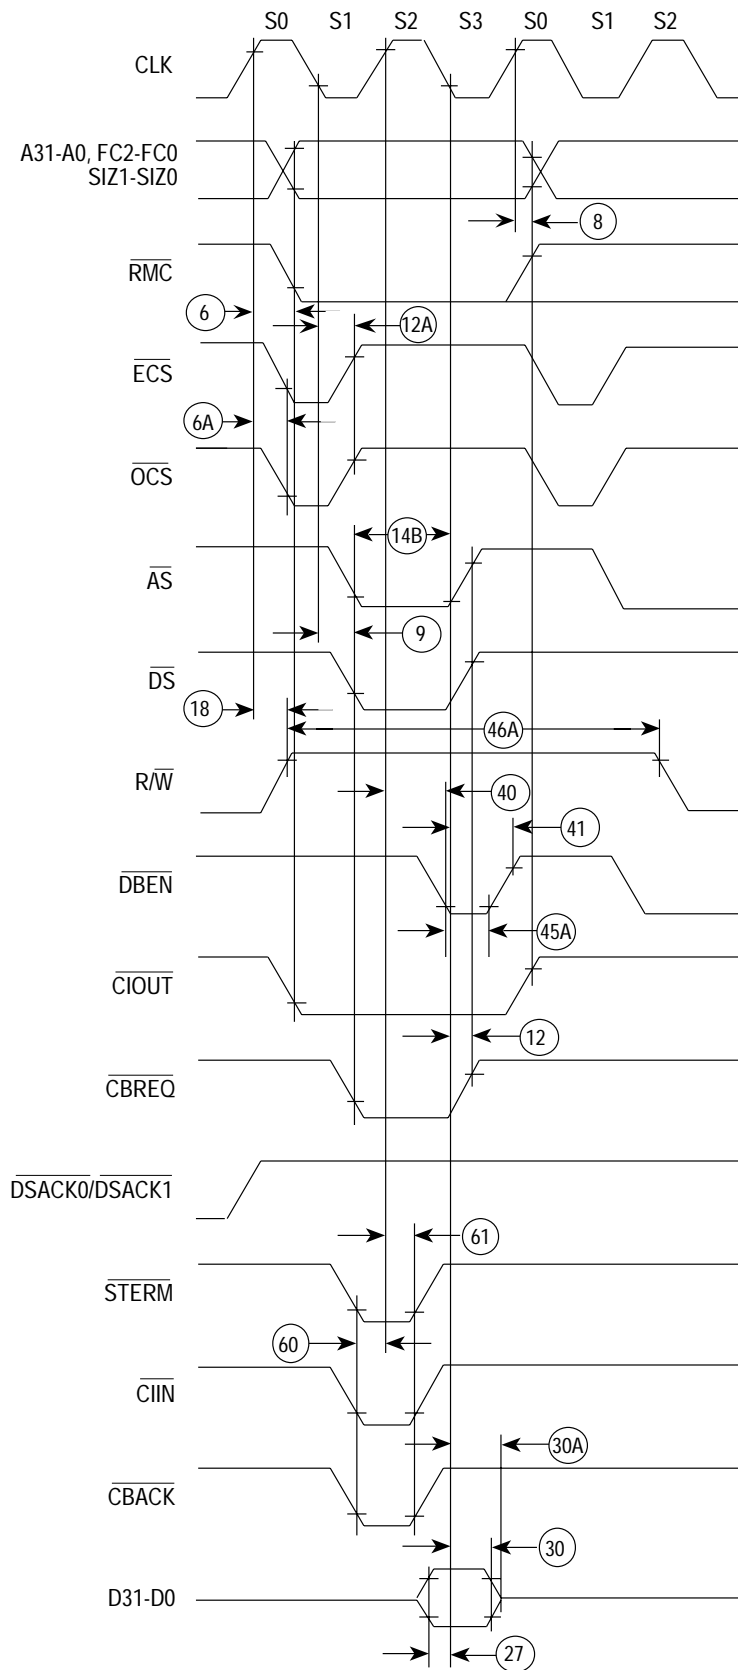 S0 S1 S2 S3 S0 S1 S2
CLK
A31-A0, FC2-FC0
SIZ1-SIZ0
8
RMC
6
12A
ECS
6A
OCS
14B
AS
9
DS
18
46A
R/W
40
41
DBEN
45A
CIOUT
12
CBREQ
DSACK0/DSACK1
61
STERM
60
CIIN
30A
CBACK
30
D31-D0
27